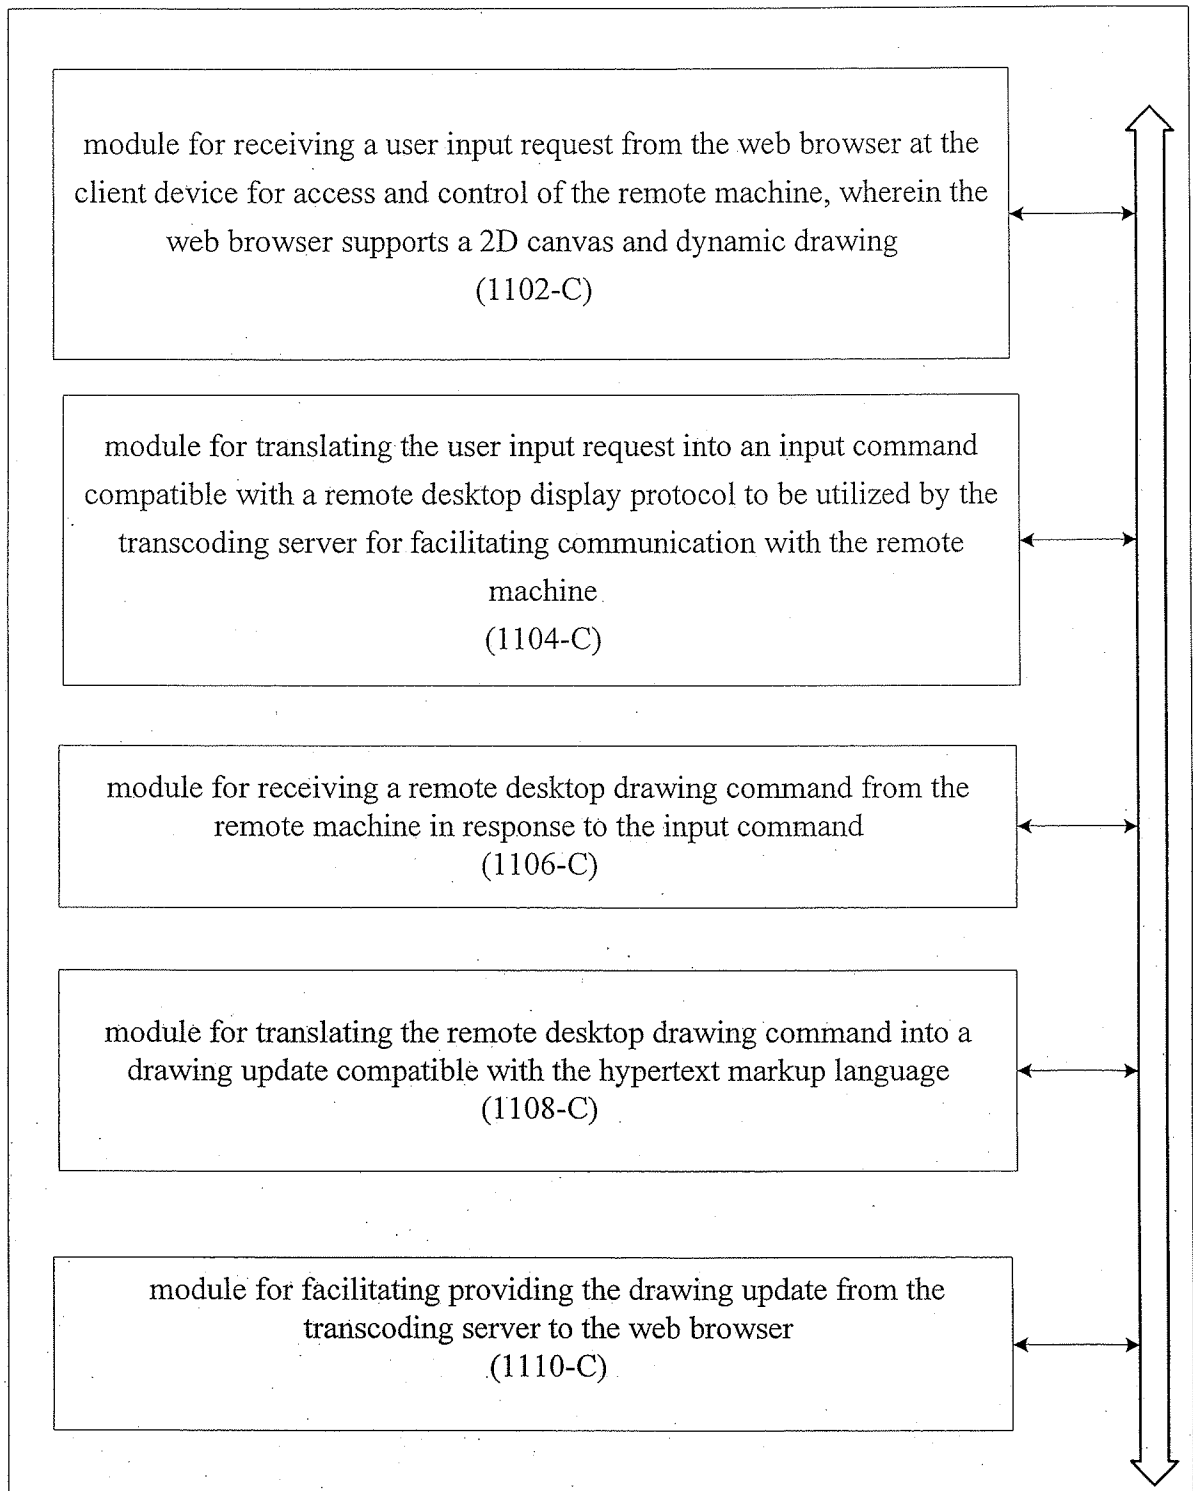 module for receiving a user input request from the web browser at the
client device for access and control of the remote machine, wherein the
web browser supports a 2D canvas and dynamic drawing
(1102-C)
module for translating the user input request into an input command
compatible with a remote desktop display protocol to be utilized by the
transcoding server for facilitating communication with the remote
machine
(1104-C)
module for receiving a remote desktop drawing command from the
remote machine in response to the input command
(1106-C)
module for translating the remote desktop drawing command into a
drawing update compatible with the hypertext markup language
(1108-C)
module for facilitating providing the drawing update from the
transcoding server to the web browser
(1110-C)